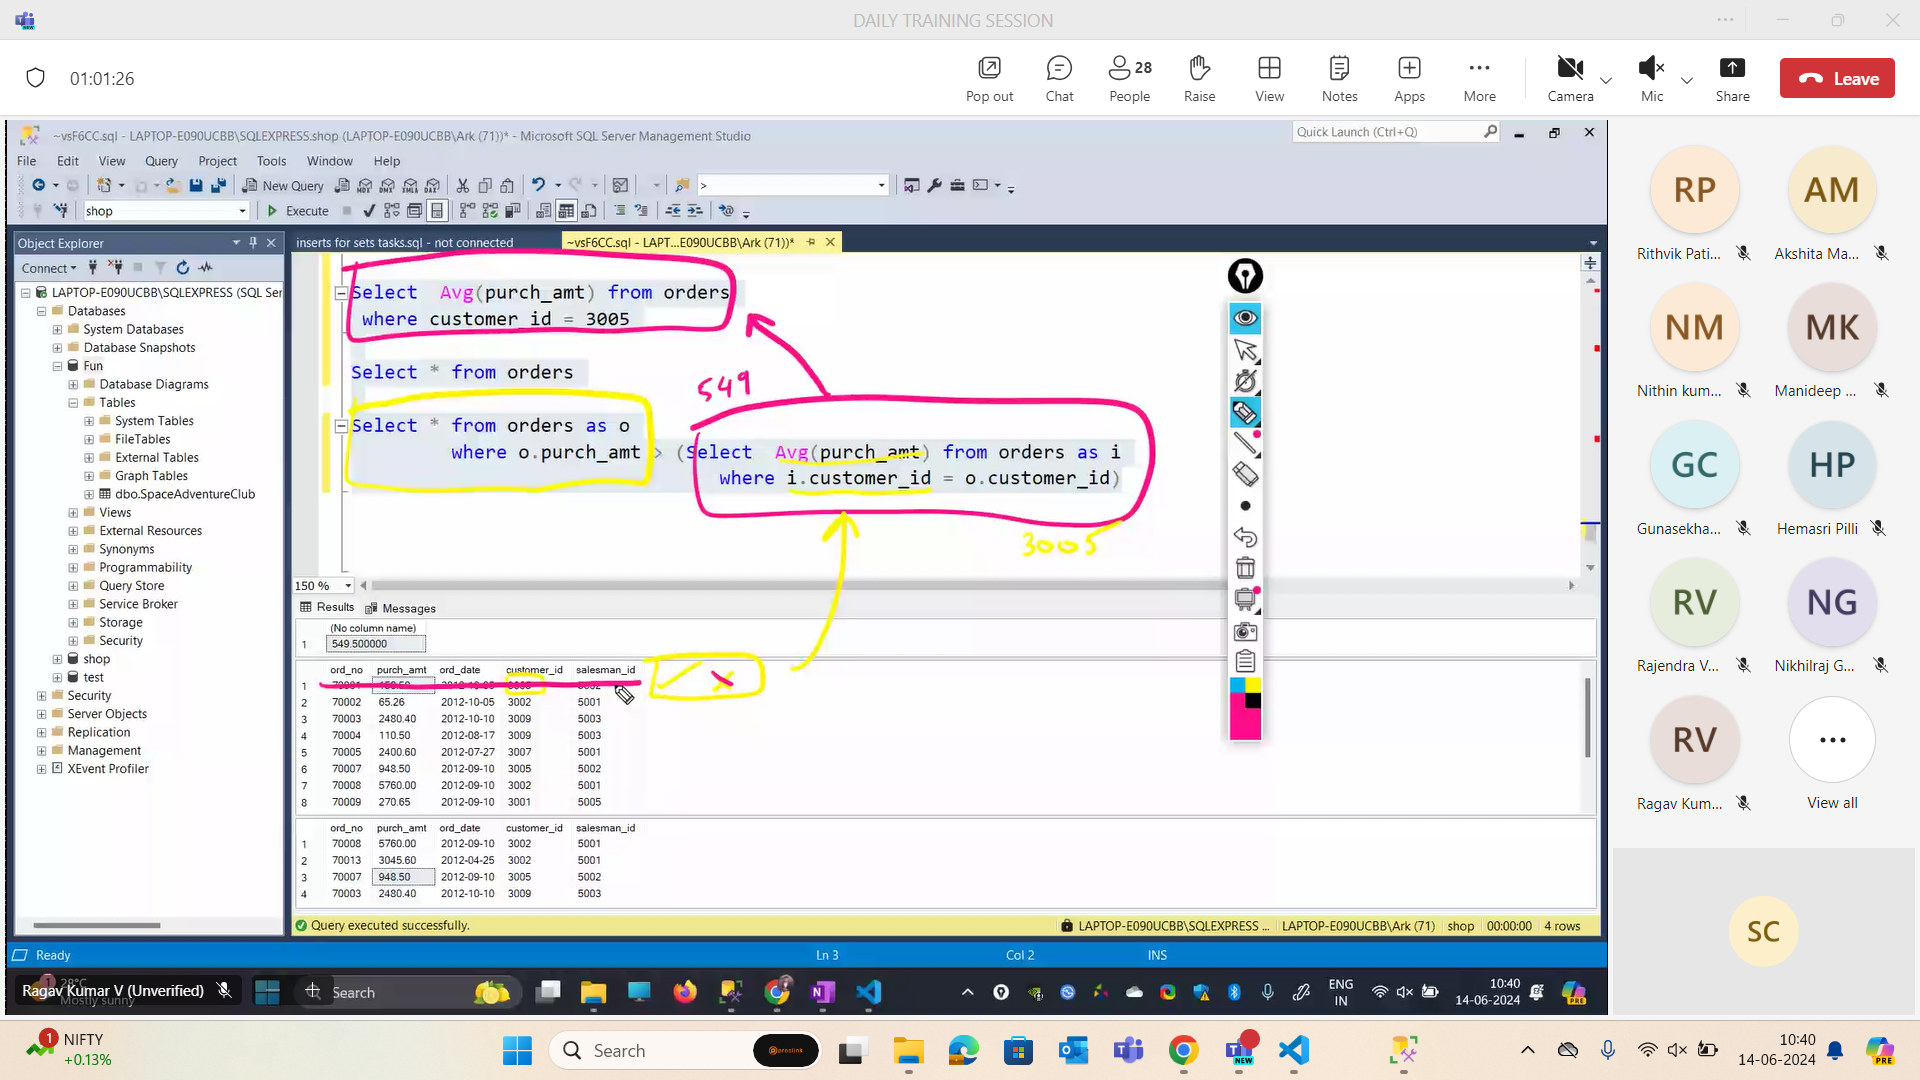 DAILY TRAINING SESSION
01:01:26
Pop out
Chat
28
People
Raise
View
Notes
Apps
More
Camera
Mic
Share
Leave
~vsF6CC.sql - LAPTOP-E090UCBB\SQLEXPRESS.shop (LAPTOP-E090UCBB\Ark (71))* - Microsoft SQL Server Management Studio
Quick Launch (Ctrl+Q)
File Edit View Query Project Tools Window Help
New Query
>
shop
Execute
Object Explorer
inserts for sets tasks.sql - not connected
~vsF6CC.sql - LAPT...E090UCBB\Ark (71))*
Connect
LAPTOP-E090UCBB\SQLEXPRESS (SQL Ser
Databases
System Databases
Database Snapshots
Fun
Database Diagrams
Tables
System Tables
FileTables
External Tables
Graph Tables
dbo.SpaceAdventureClub
Views
External Resources
Synonyms
Programmability
Query Store
Service Broker
Storage
Security
shop
test
Security
Server Objects
Replication
Management
XEvent Profiler
Select Avg(purch_amt) from orders
where customer_id = 3005
Select * from orders
549
Select * from orders as o
where o.purch_amt > (Select Avg(purch_amt) from orders as i
where i.customer_id = o.customer_id)
3005
150 %
Results
Messages
(No column name)
1 549.500000
ord_no purch_amt ord_date customer_id salesman_id
1
2 70002 65.26 2012-10-05 3002 5001
3 70003 2480.40 2012-10-10 3009 5003
4 70004 110.50 2012-08-17 3009 5003
5 70005 2400.60 2012-07-27 3007 5001
6 70007 948.50 2012-09-10 3005 5002
7 70008 5760.00 2012-09-10 3002 5001
8 70009 270.65 2012-09-10 3001 5005
ord_no purch_amt ord_date customer_id salesman_id
1 70008 5760.00 2012-09-10 3002 5001
2 70013 3045.60 2012-04-25 3002 5001
3 70007 948.50 2012-09-10 3005 5002
4 70003 2480.40 2012-10-10 3009 5003
Query executed successfully.
LAPTOP-E090UCBB\SQLEXPRESS ...
LAPTOP-E090UCBB\Ark (71)
shop
00:00:00
4 rows
Ready
Ln 3
Col 2
INS
28°C
Mostly sunny
Ragav Kumar V (Unverified)
Search
ENG
IN
10:40
14-06-2024
PRE
RP
Rithvik Pati...
AM
Akshita Ma...
NM
Nithin kum...
MK
Manideep ...
GC
Gunasekha...
HP
Hemasri Pilli
RV
Rajendra V...
NG
Nikhilraj G...
RV
Ragav Kum...
View all
SC
1
NIFTY
+0.13%
Search
proclink
NEW
10:40
14-06-2024
PRE